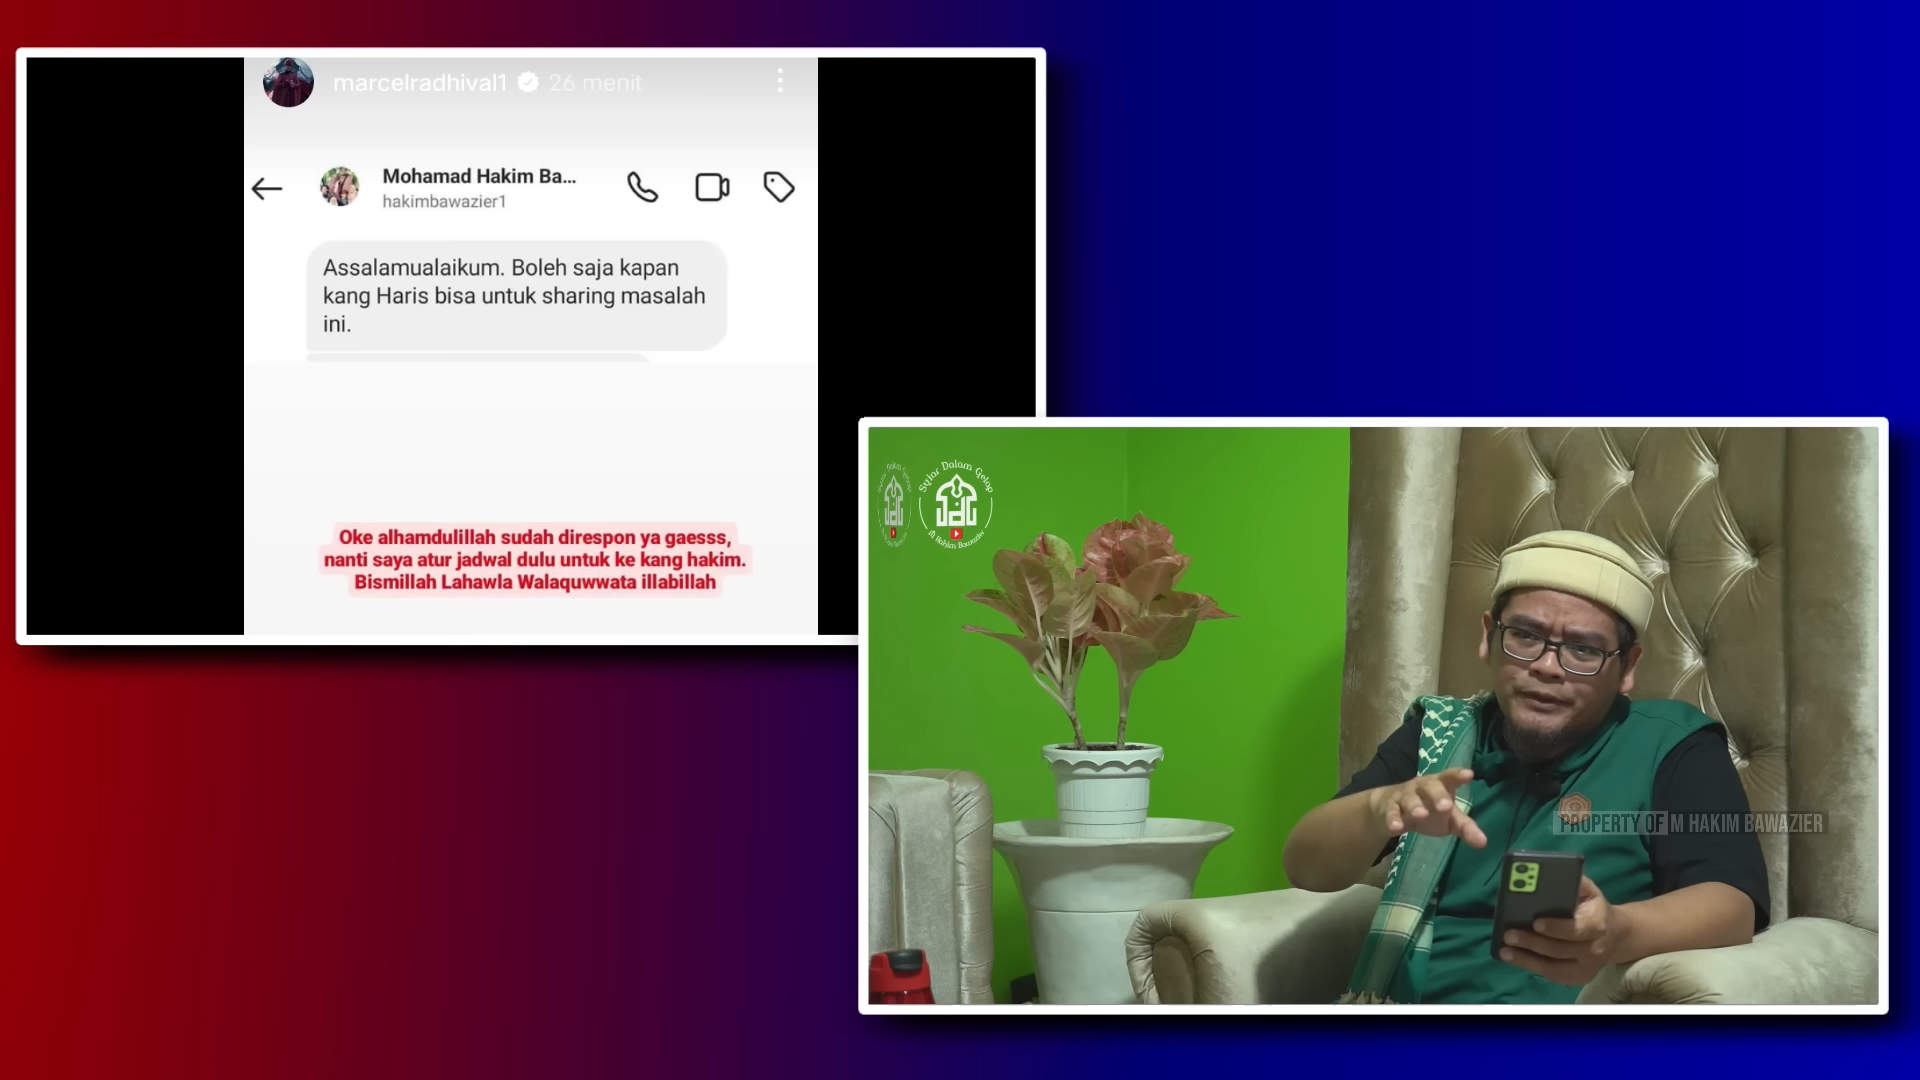 marcelradhival1 26 menit
Mohamad Hakim Ba...
hakimbawazier1
Assalamualaikum. Boleh saja kapan
kang Haris bisa untuk sharing masalah
ini.
Oke alhamdulillah sudah direspon ya gaesss,
nanti saya atur jadwal dulu untuk ke kang hakim.
Bismillah Lahawla Walaquwwata illabillah
Syiar Dalam Gelap
M Hakim Bawazier
PROPERTY OF M HAKIM BAWAZIER